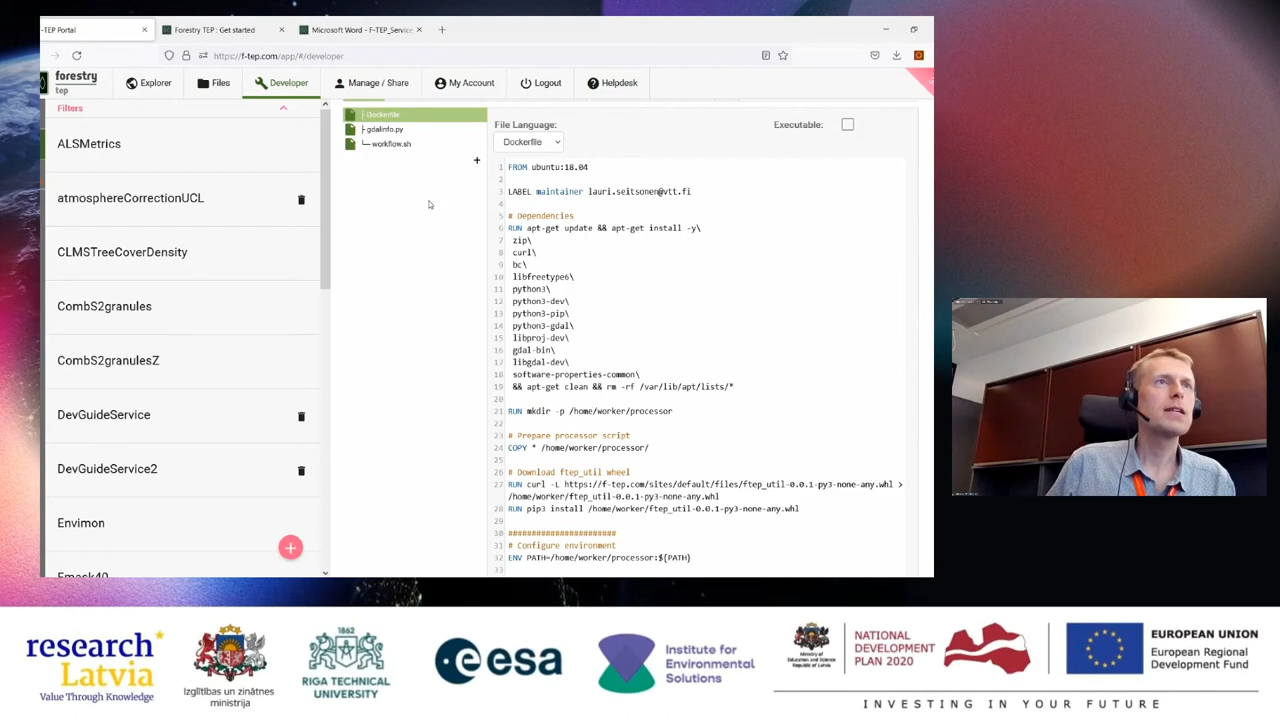 -TEP Portal
Forestry TEP : Get started
Microsoft Word - F-TEP_Service
https://f-tep.com/app/#/developer
forestry
tep
Explorer
Files
Developer
Manage / Share
My Account
Logout
Helpdesk
Filters
ALSMetrics
atmosphereCorrectionUCL
CLMSTreeCoverDensity
CombS2granules
CombS2granulesZ
DevGuideService
DevGuideService2
Envimon
Fmask40
Dockerfile
gdalinfo.py
workflow.sh
File Language:
Dockerfile
Executable:
1 FROM ubuntu:18.04
2
3 LABEL maintainer lauri.seitsonen@vtt.fi
4
5 # Dependencies
6 RUN apt-get update && apt-get install -y\
7 zip\
8 curl\
9 bc\
10 libfreetype6\
11 python3\
12 python3-dev\
13 python3-pip\
14 python3-gdal\
15 libproj-dev\
16 gdal-bin\
17 libgdal-dev\
18 software-properties-common\
19 && apt-get clean && rm -rf /var/lib/apt/lists/*
20
21 RUN mkdir -p /home/worker/processor
22
23 # Prepare processor script
24 COPY * /home/worker/processor/
25
26 # Download ftep_util wheel
27 RUN curl -L https://f-tep.com/sites/default/files/ftep_util-0.0.1-py3-none-any.whl >
/home/worker/ftep_util-0.0.1-py3-none-any.whl
28 RUN pip3 install /home/worker/ftep_util-0.0.1-py3-none-any.whl
29
30 #######################
31 # Configure environment
32 ENV PATH=/home/worker/processor:${PATH}
33
research
Latvia
Value Through Knowledge
Izglītības un zinātnes
ministrija
1862
RIGA TECHNICAL
UNIVERSITY
esa
Institute for
Environmental
Solutions
Ministry of
Education and Science
Republic of Latvia
NATIONAL
DEVELOPMENT
PLAN 2020
EUROPEAN UNION
European Regional
Development Fund
INVESTING IN YOUR FUTURE